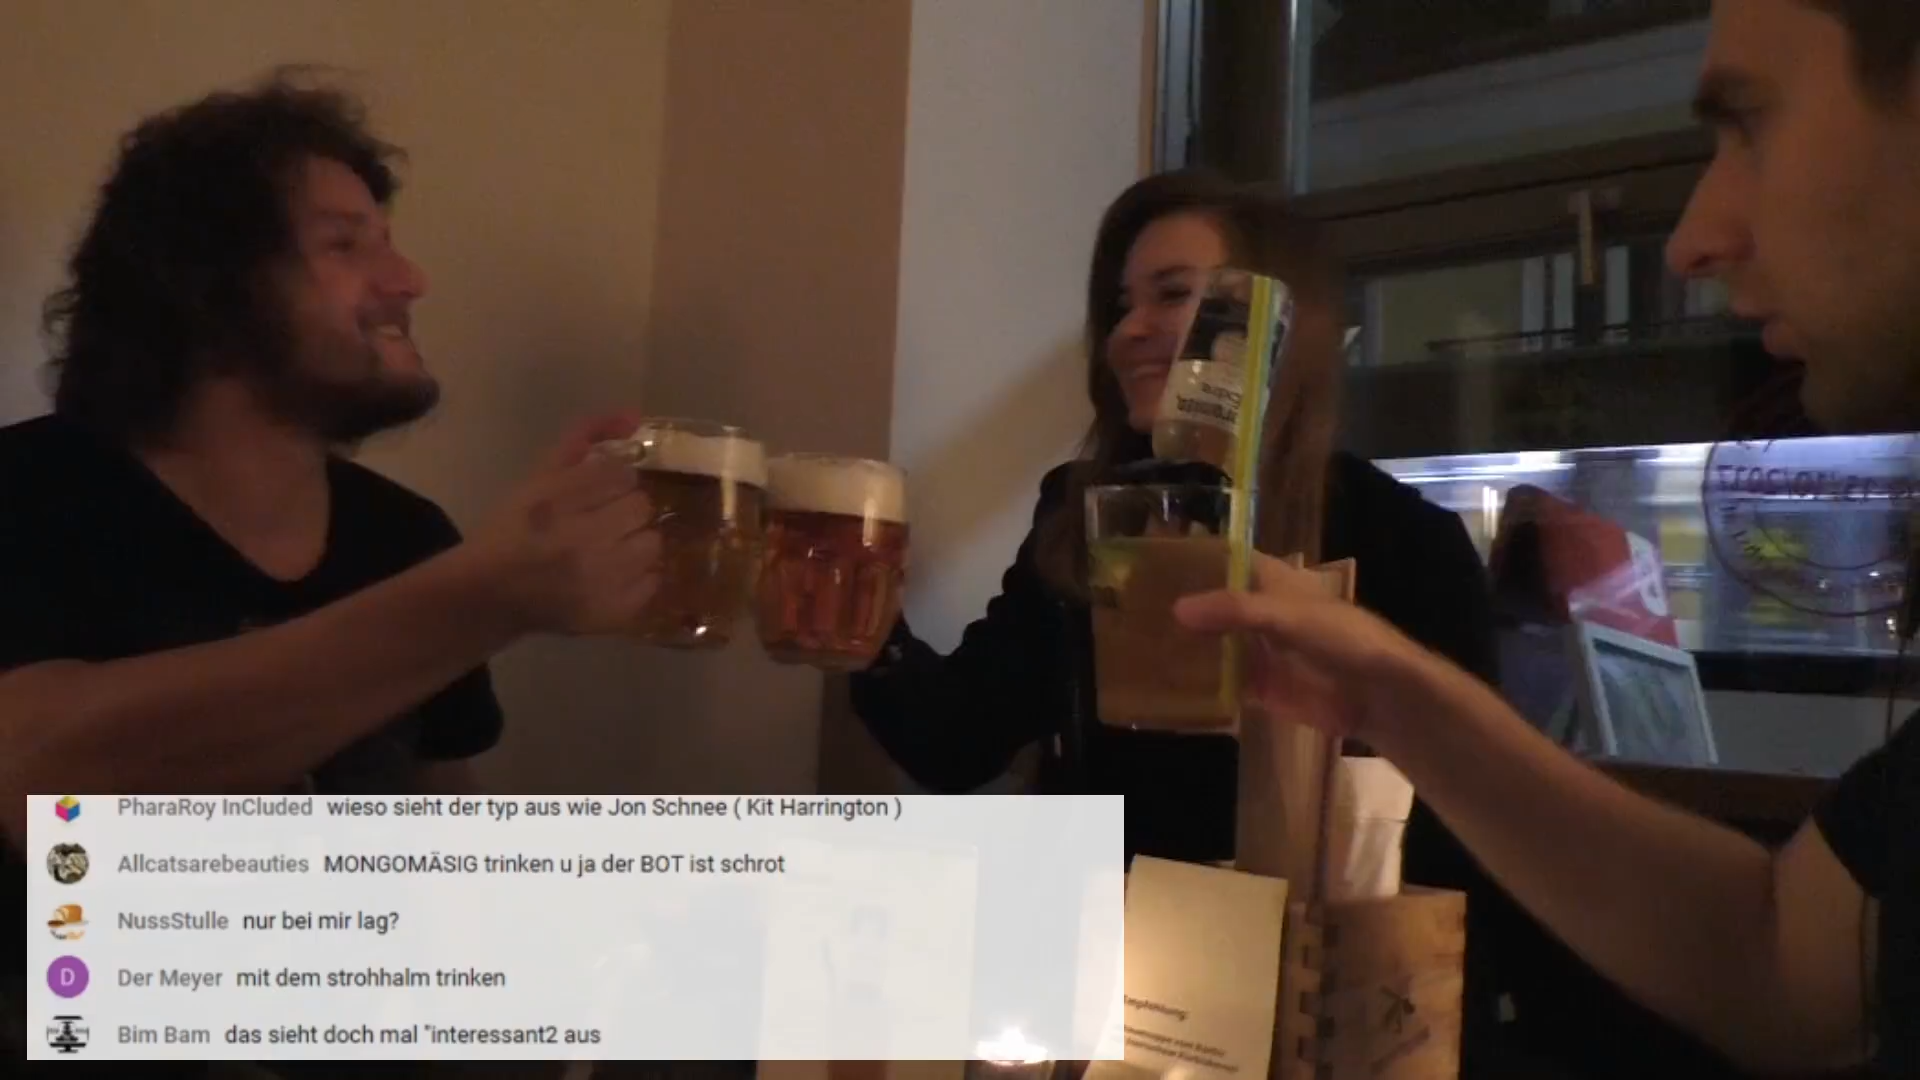 PharaRoy InCluded wieso sieht der typ aus wie Jon Schnee ( Kit Harrington )
Allcatsarebeauties MONGOMÄSIG trinken u ja der BOT ist schrot
NussStulle nur bei mir lag?
D Der Meyer mit dem strohhalm trinken
Bim Bam das sieht doch mal "interessant2 aus
Empfehlung: